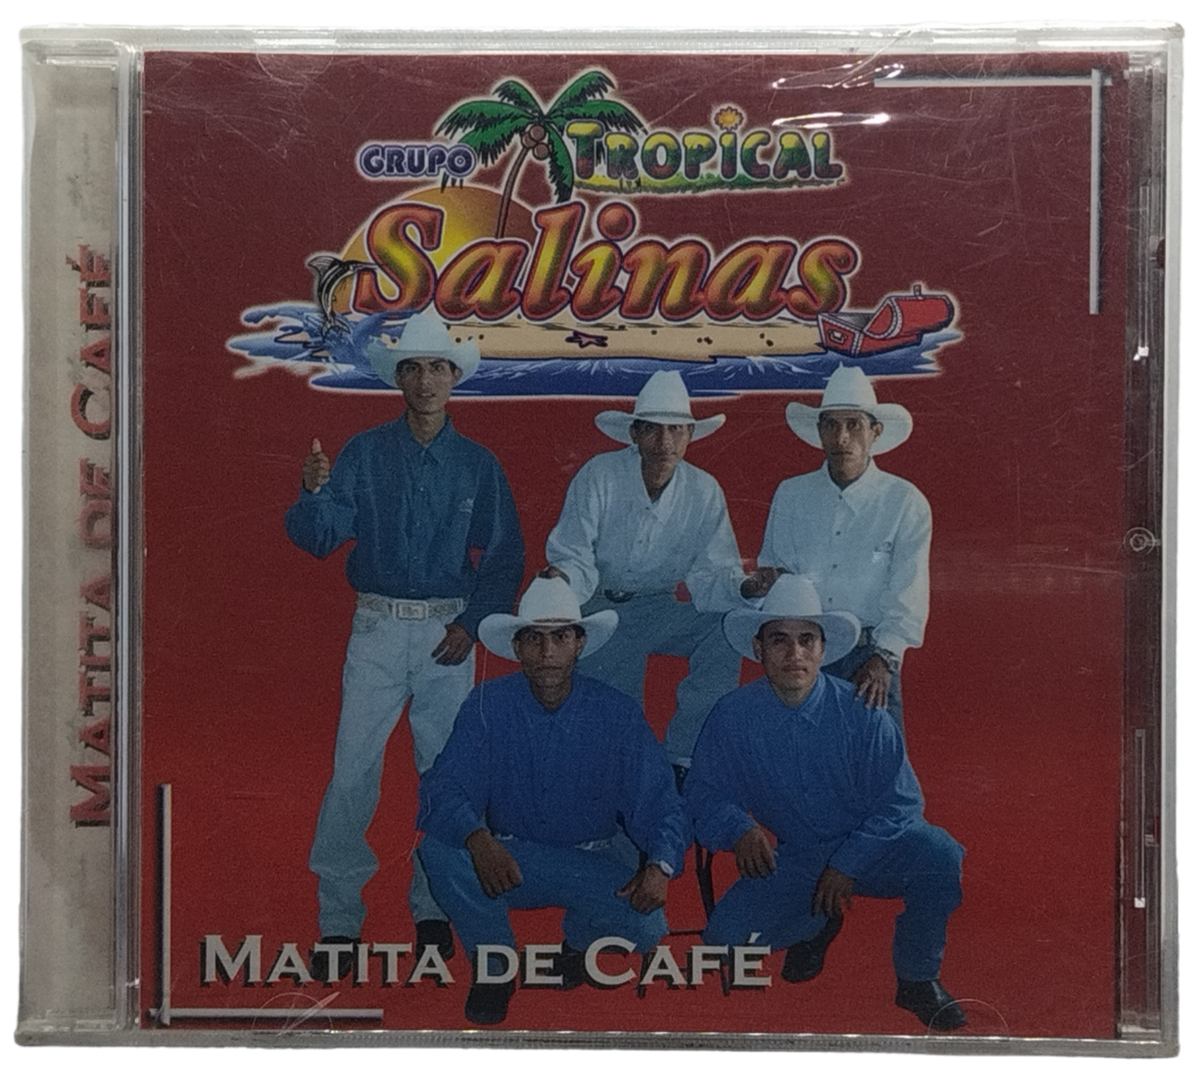 GRUPO TROPICAL
Salinas
MATITA DE CAFÉ
MATITA DE CAFÉ